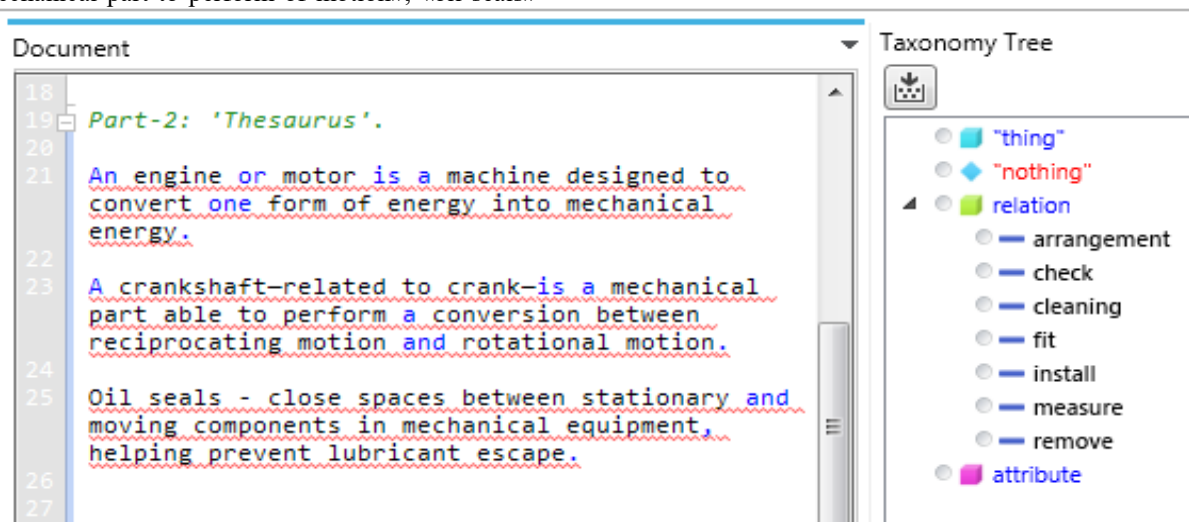 Document
18
19 Part-2: 'Thesaurus'.
20
21 An engine or motor is a machine designed to
convert one form of energy into mechanical
energy.
22
23 A crankshaft—related to crank—is a mechanical
part able to perform a conversion between
reciprocating motion and rotational motion.
24
25 Oil seals - close spaces between stationary and
moving components in mechanical equipment,
helping prevent lubricant escape.
26
27
Taxonomy Tree
"thing"
"nothing"
relation
arrangement
check
cleaning
fit
install
measure
remove
attribute